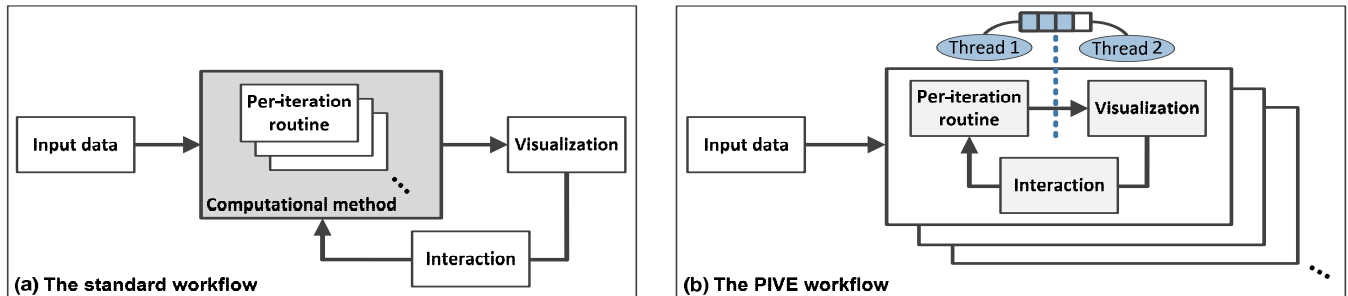 Input data
Per-iteration
routine
Computational method
Visualization
Interaction
(a) The standard workflow
Thread 1
Thread 2
Input data
Per-iteration
routine
Visualization
Interaction
(b) The PIVE workflow